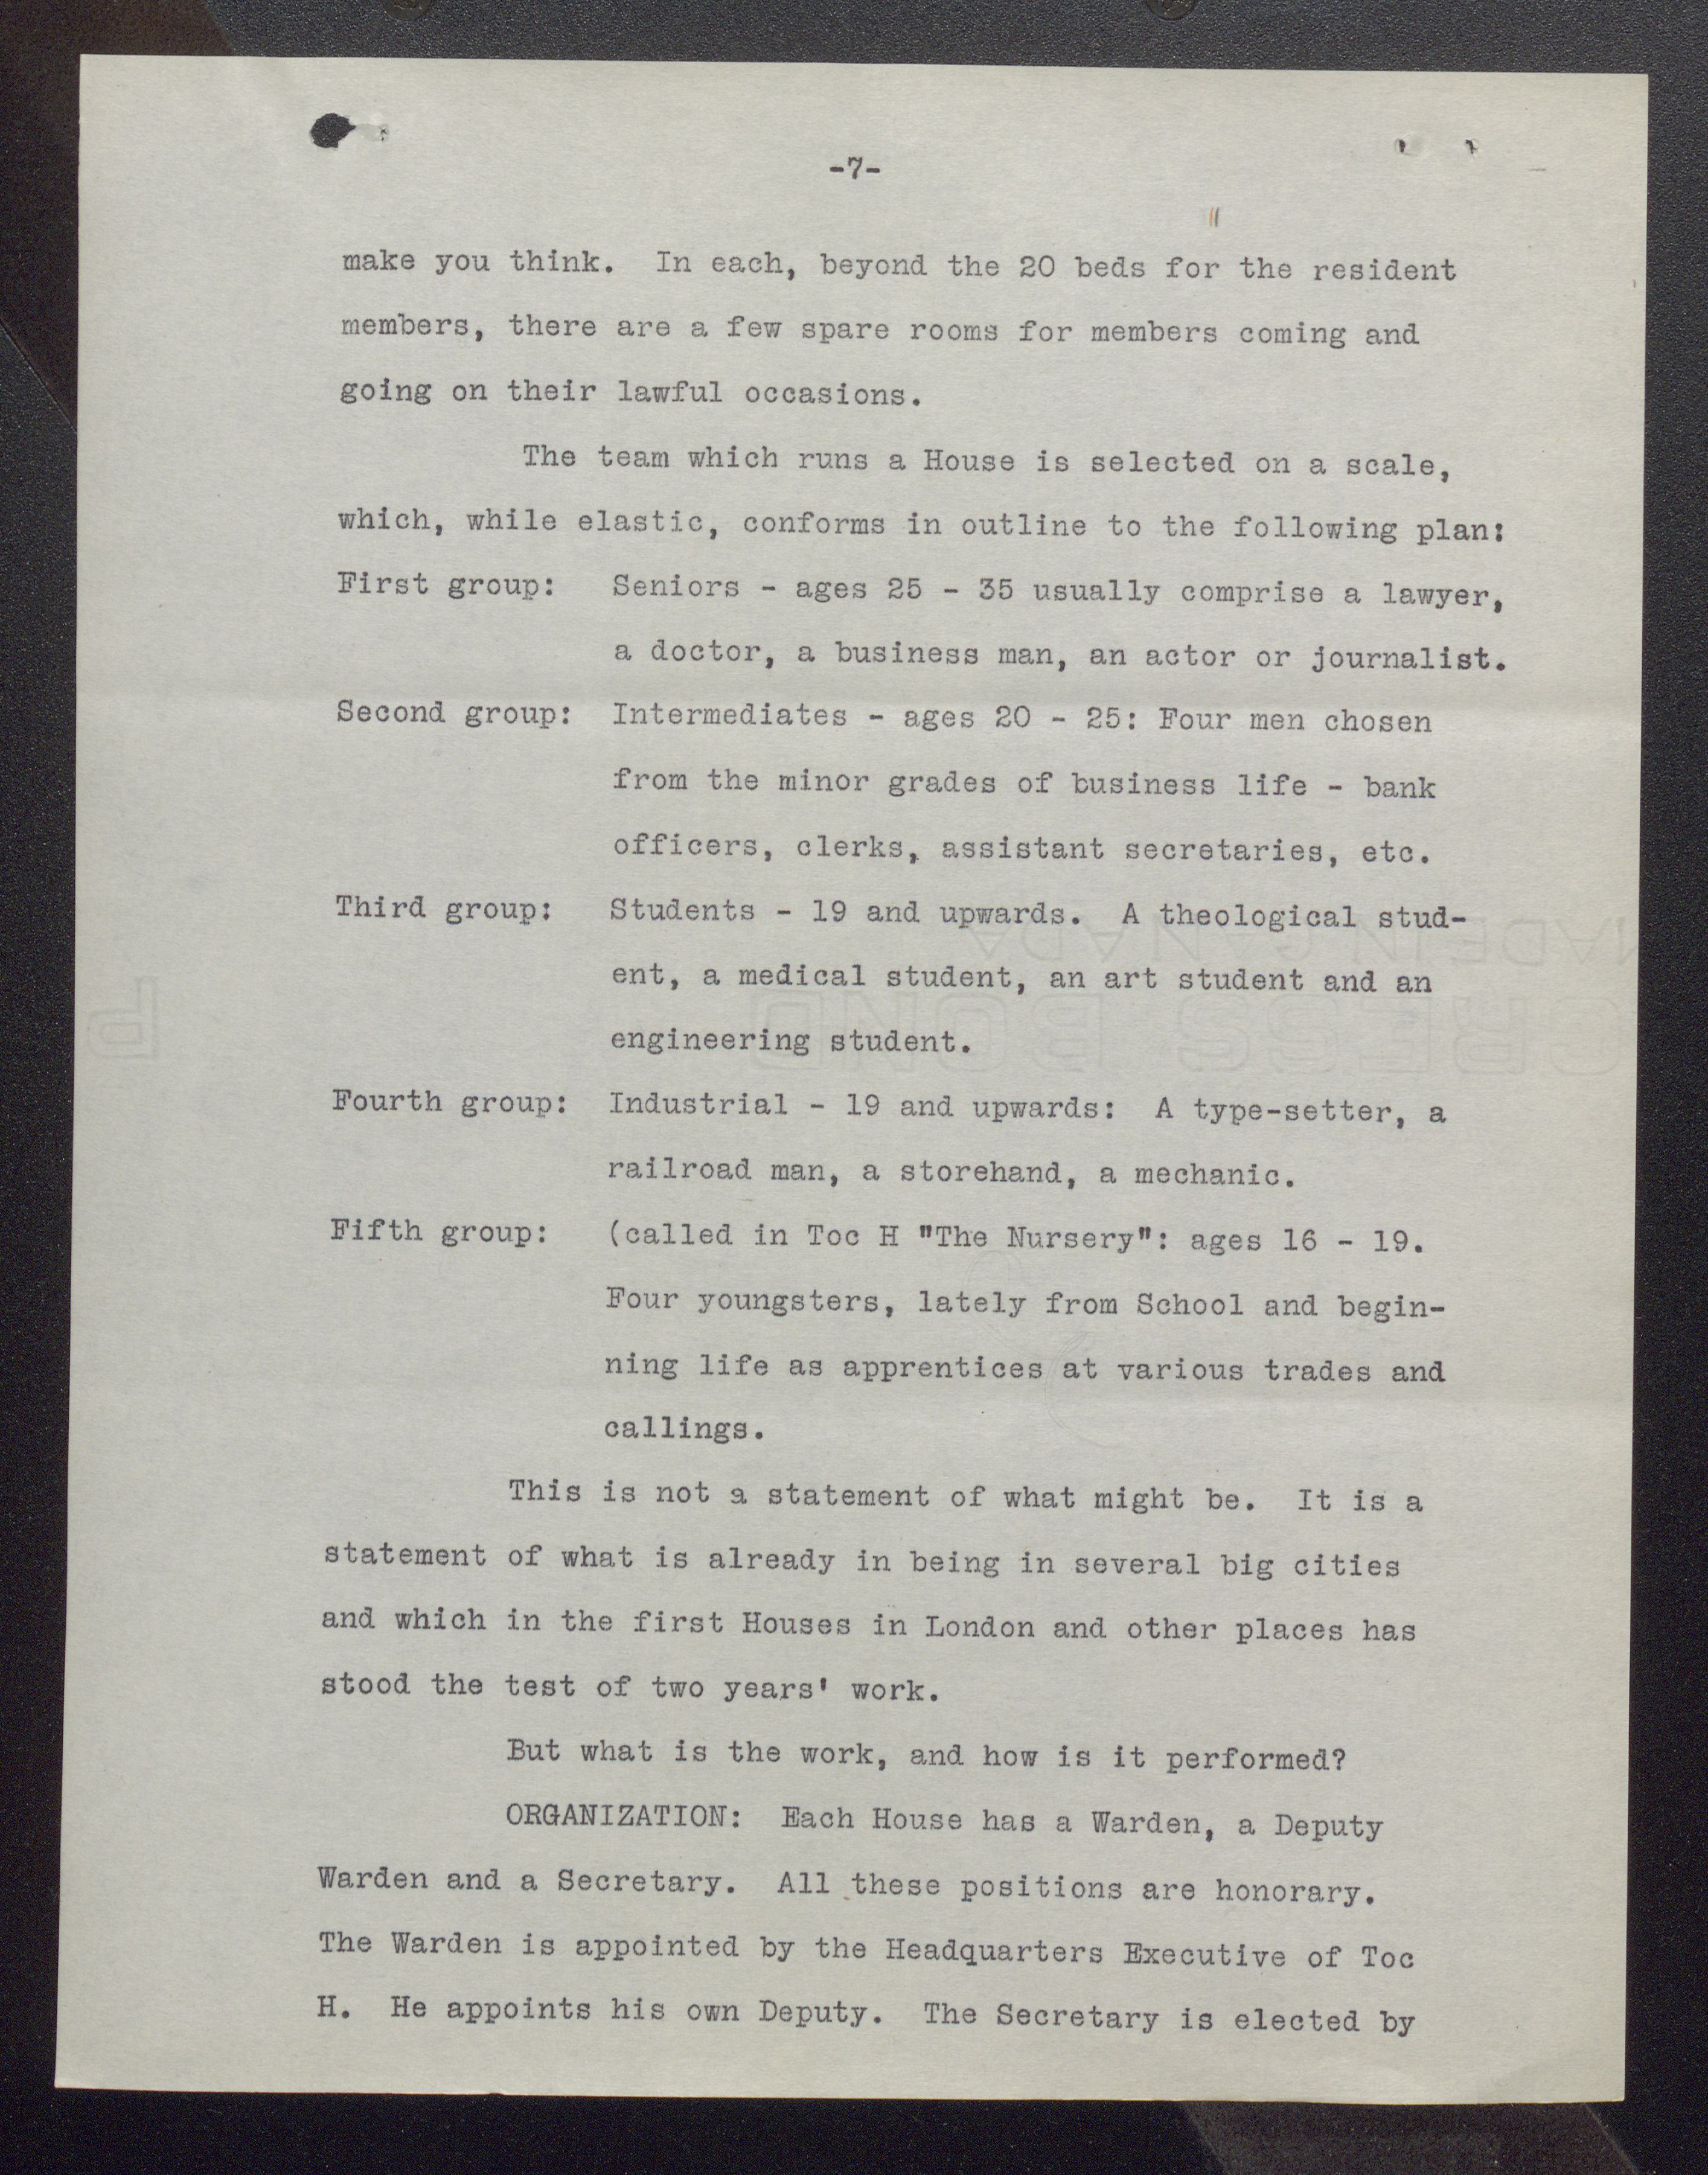 -7-
make you think.  In each, beyond the 20 beds for the resident
members, there are a few spare rooms for members coming and
going on their lawful occasions.
The team which runs a House is selected on a scale,
which, while elastic, conforms in outline to the following plan:
First group:   Seniors - ages 25 - 35 usually comprise a lawyer,
a doctor, a business man, an actor or journalist.
Second group:  Intermediates - ages 20 - 25: Four men chosen
from the minor grades of business life - bank
officers, clerks, assistant secretaries, etc.
Third group:   Students - 19 and upwards.  A theological stud-
ent, a medical student, an art student and an
engineering student.
Fourth group:  Industrial - 19 and upwards:  A type-setter, a
railroad man, a storehand, a mechanic.
Fifth group:   (called in Toc H "The Nursery": ages 16 - 19.
Four youngsters, lately from School and begin-
ning life as apprentices at various trades and
callings.
This is not a statement of what might be.  It is a
statement of what is already in being in several big cities
and which in the first Houses in London and other places has
stood the test of two years' work.
But what is the work, and how is it performed?
ORGANIZATION:  Each House has a Warden, a Deputy
Warden and a Secretary.  All these positions are honorary.
The Warden is appointed by the Headquarters Executive of Toc
H.  He appoints his own Deputy.  The Secretary is elected by